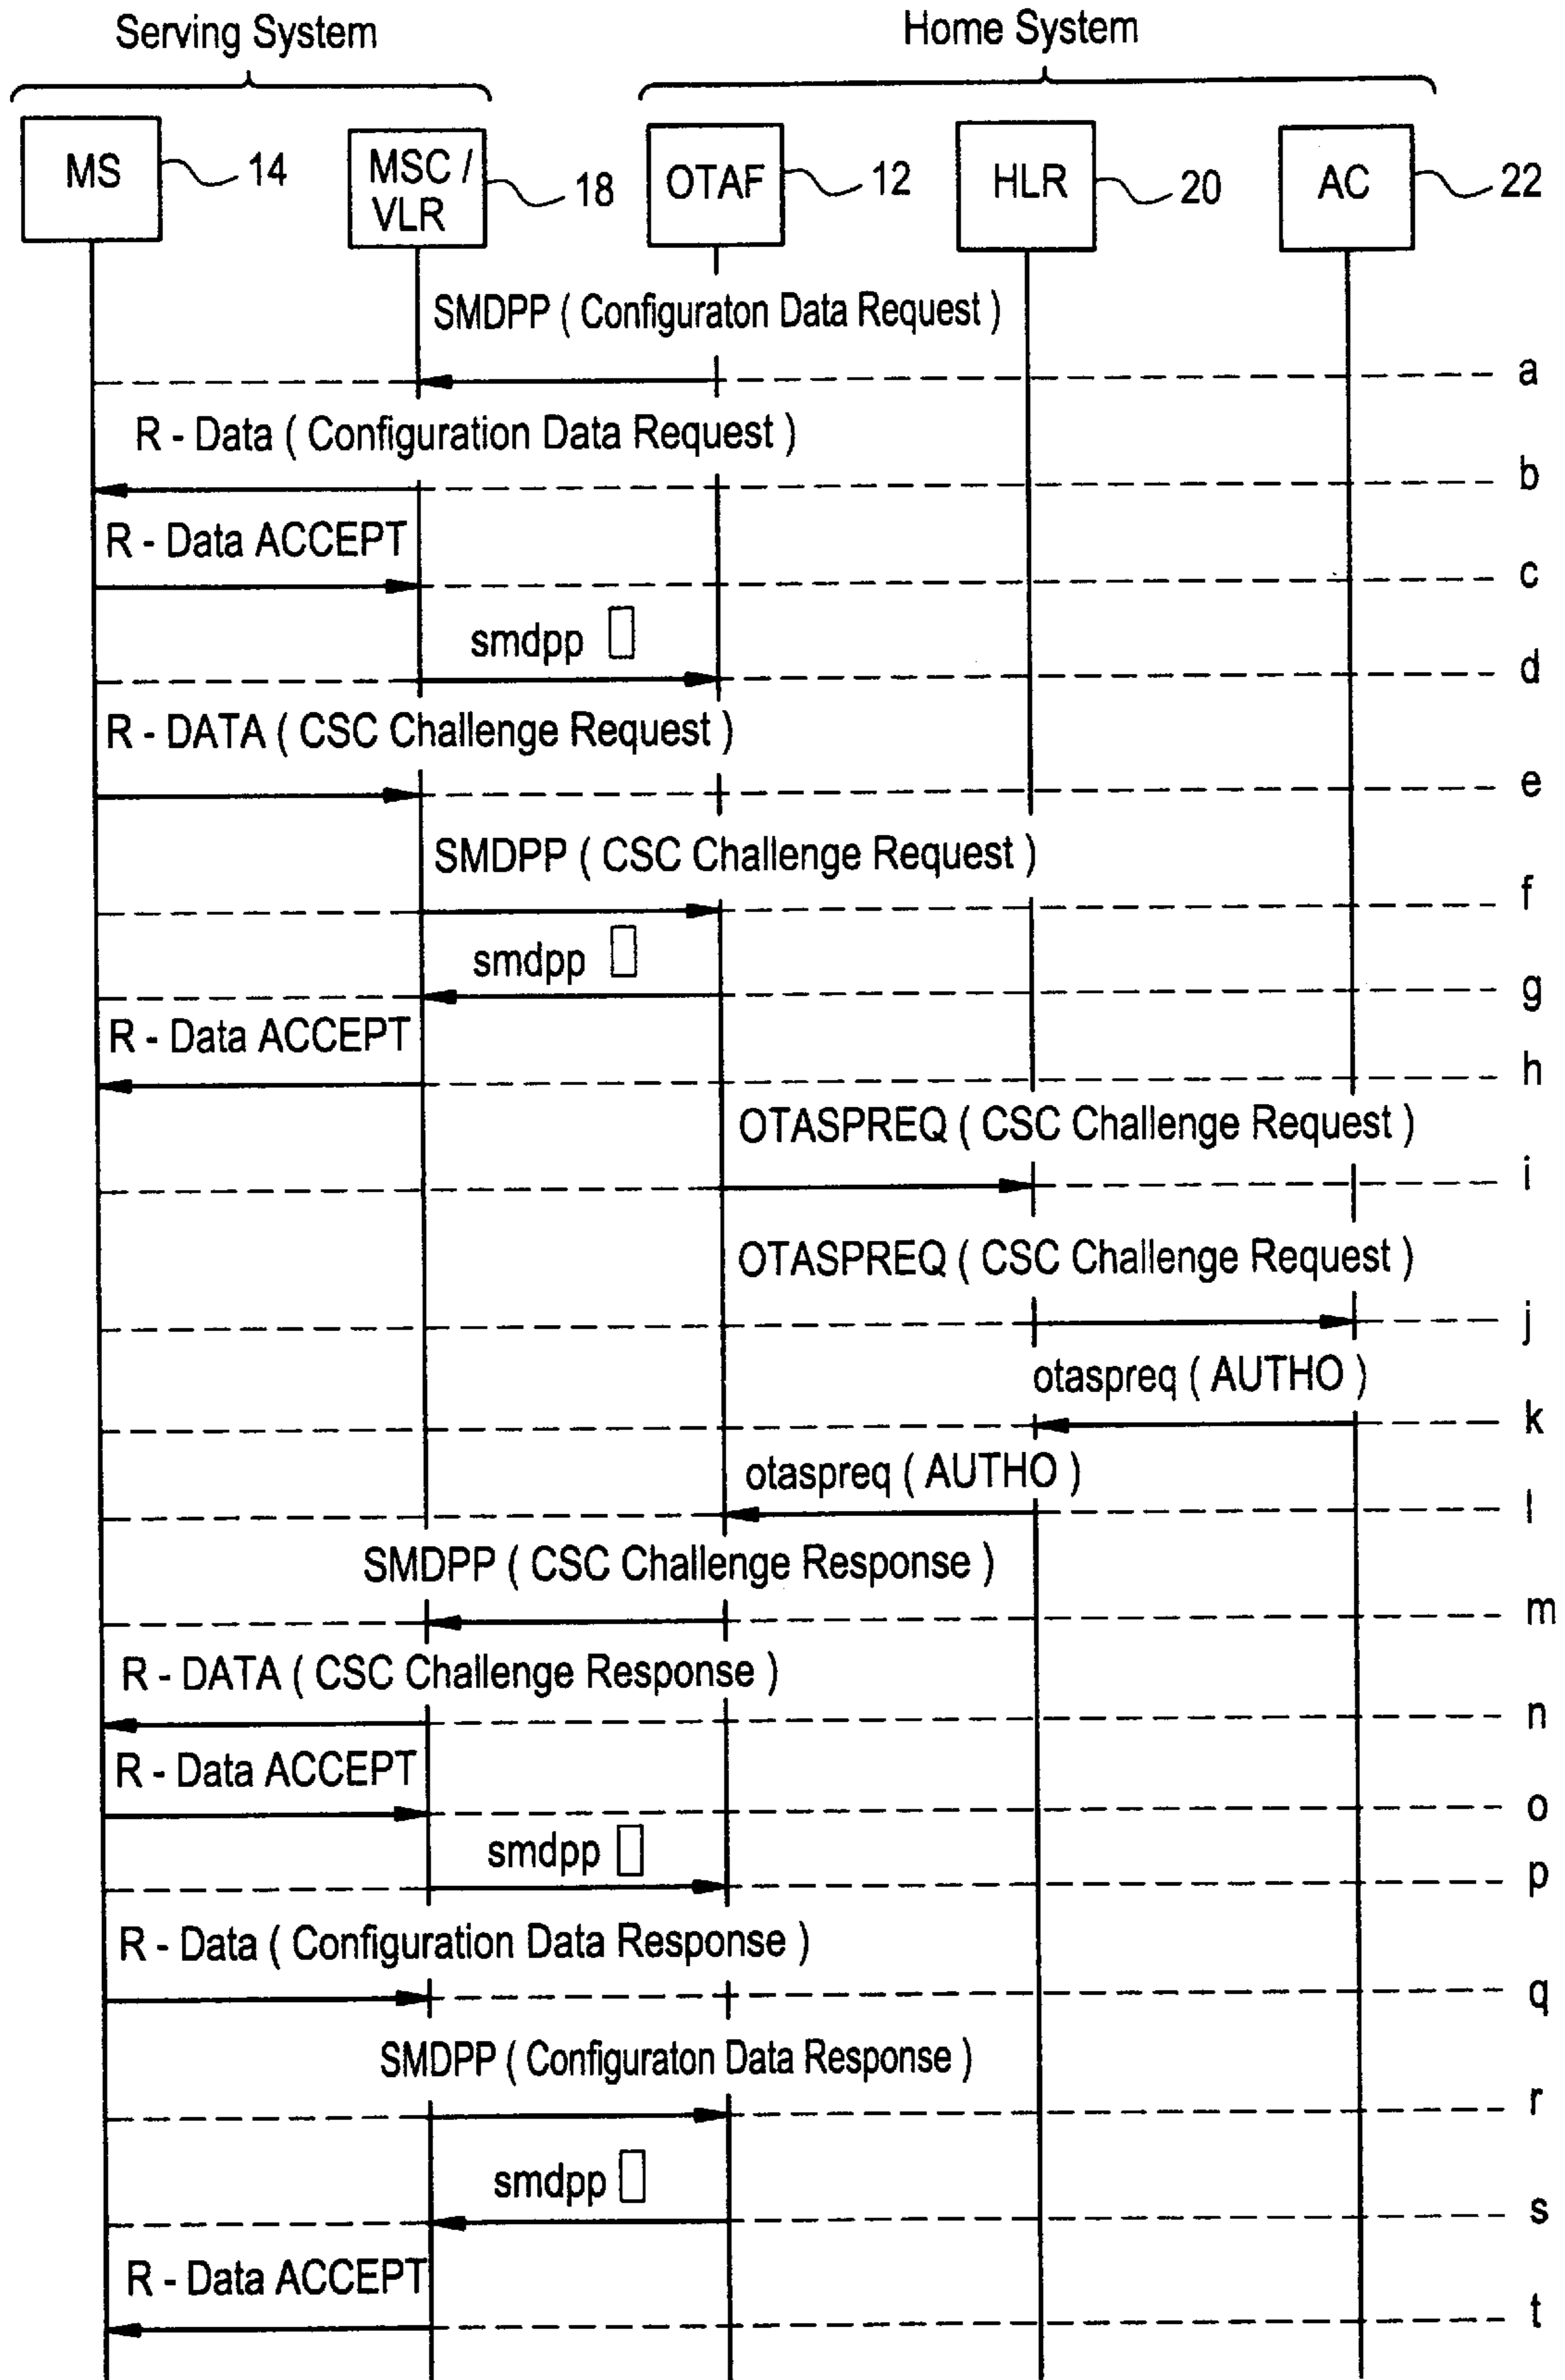 Serving System
Home System
MS
14
MSC /
VLR
18
OTAF
12
HLR
20
AC
22
SMDPP ( Configuraton Data Request )
a
R - Data ( Configuration Data Request )
b
R - Data ACCEPT
c
smdpp ▯
d
R - DATA ( CSC Challenge Request )
e
SMDPP ( CSC Challenge Request )
f
smdpp ▯
g
R - Data ACCEPT
h
OTASPREQ ( CSC Challenge Request )
i
OTASPREQ ( CSC Challenge Request )
j
otaspreq ( AUTHO )
k
otaspreq ( AUTHO )
l
SMDPP ( CSC Challenge Response )
m
R - DATA ( CSC Challenge Response )
n
R - Data ACCEPT
o
smdpp ▯
p
R - Data ( Configuration Data Response )
q
SMDPP ( Configuraton Data Response )
r
smdpp ▯
s
R - Data ACCEPT
t